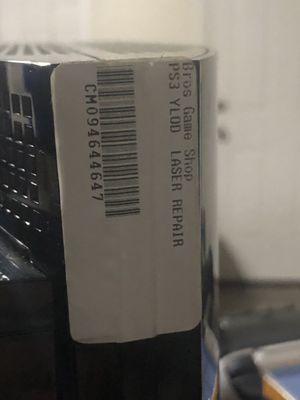 Bros Game Shop
PS3 YLOD LASER REPAIR
CM094644647